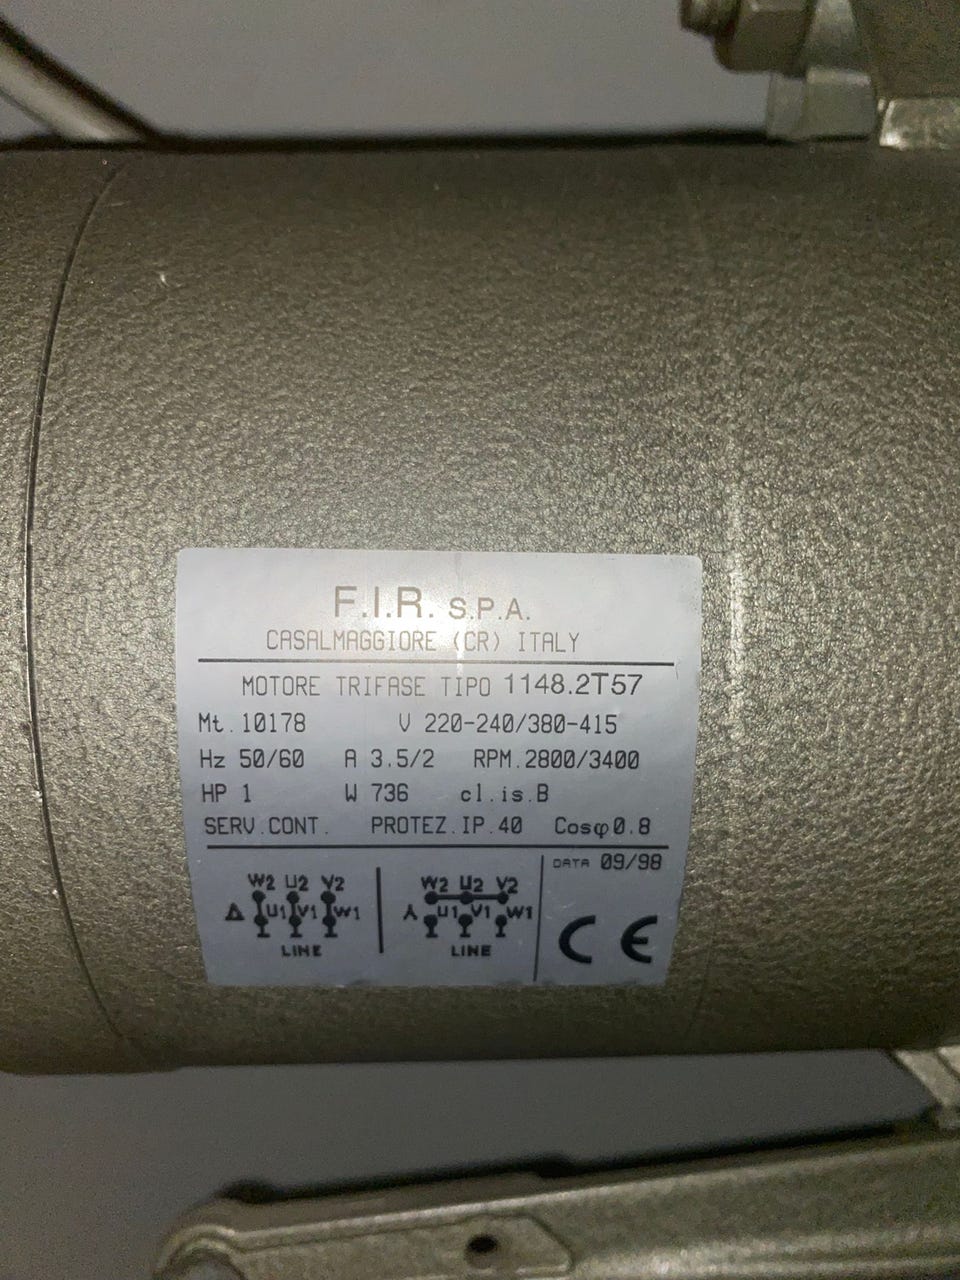 F.I.R. S.P.A.
CASALMAGGIORE (CR) ITALY
MOTORE TRIFASE TIPO 1148.2T57
Mt. 10178 V 220-240/380-415
Hz 50/60 A 3.5/2 RPM.2800/3400
HP 1 W 736 cl.is.B
SERV.CONT. PROTEZ.IP.40 Cosφ0.8
DATA 09/98
W2 U2 V2
Δ U1 V1 W1
LINE
W2 U2 V2
⅄ U1 V1 W1
LINE
CE